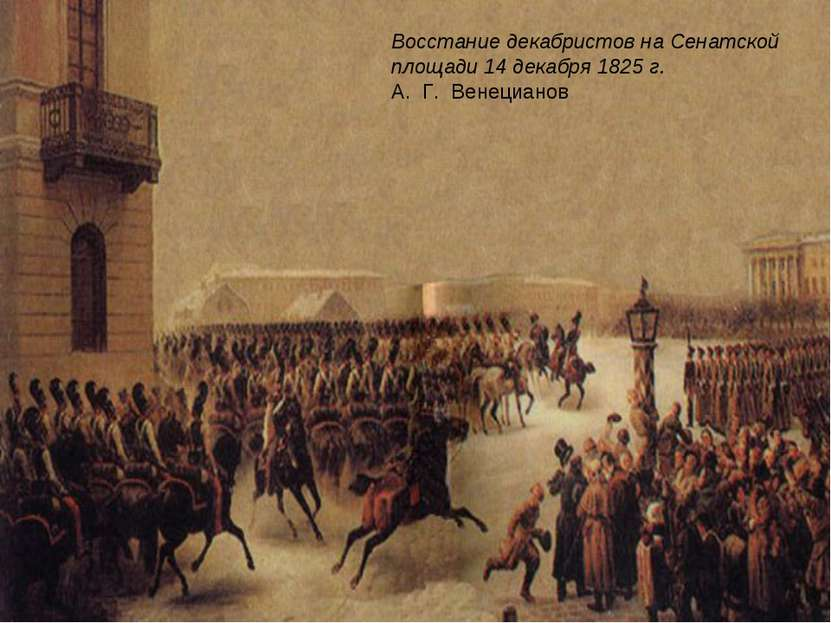 Восстание декабристов на Сенатской
площади 14 декабря 1825 г.
А. Г. Венецианов